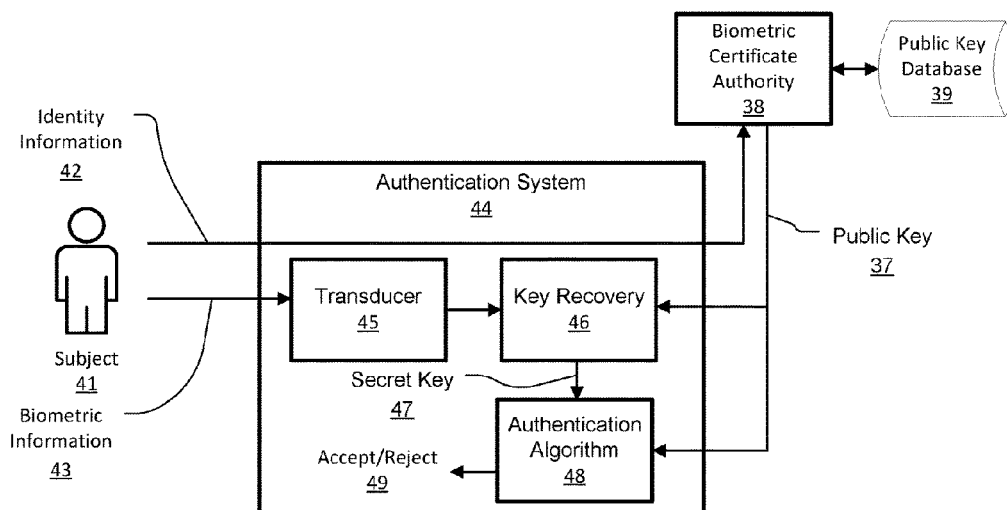 Biometric
Certificate
Authority
38
Public Key
Database
39
Identity
Information
42
Authentication System
44
Public Key
37
Transducer
45
Key Recovery
46
Subject
41
Secret Key
47
Biometric
Information
43
Authentication
Algorithm
48
Accept/Reject
49